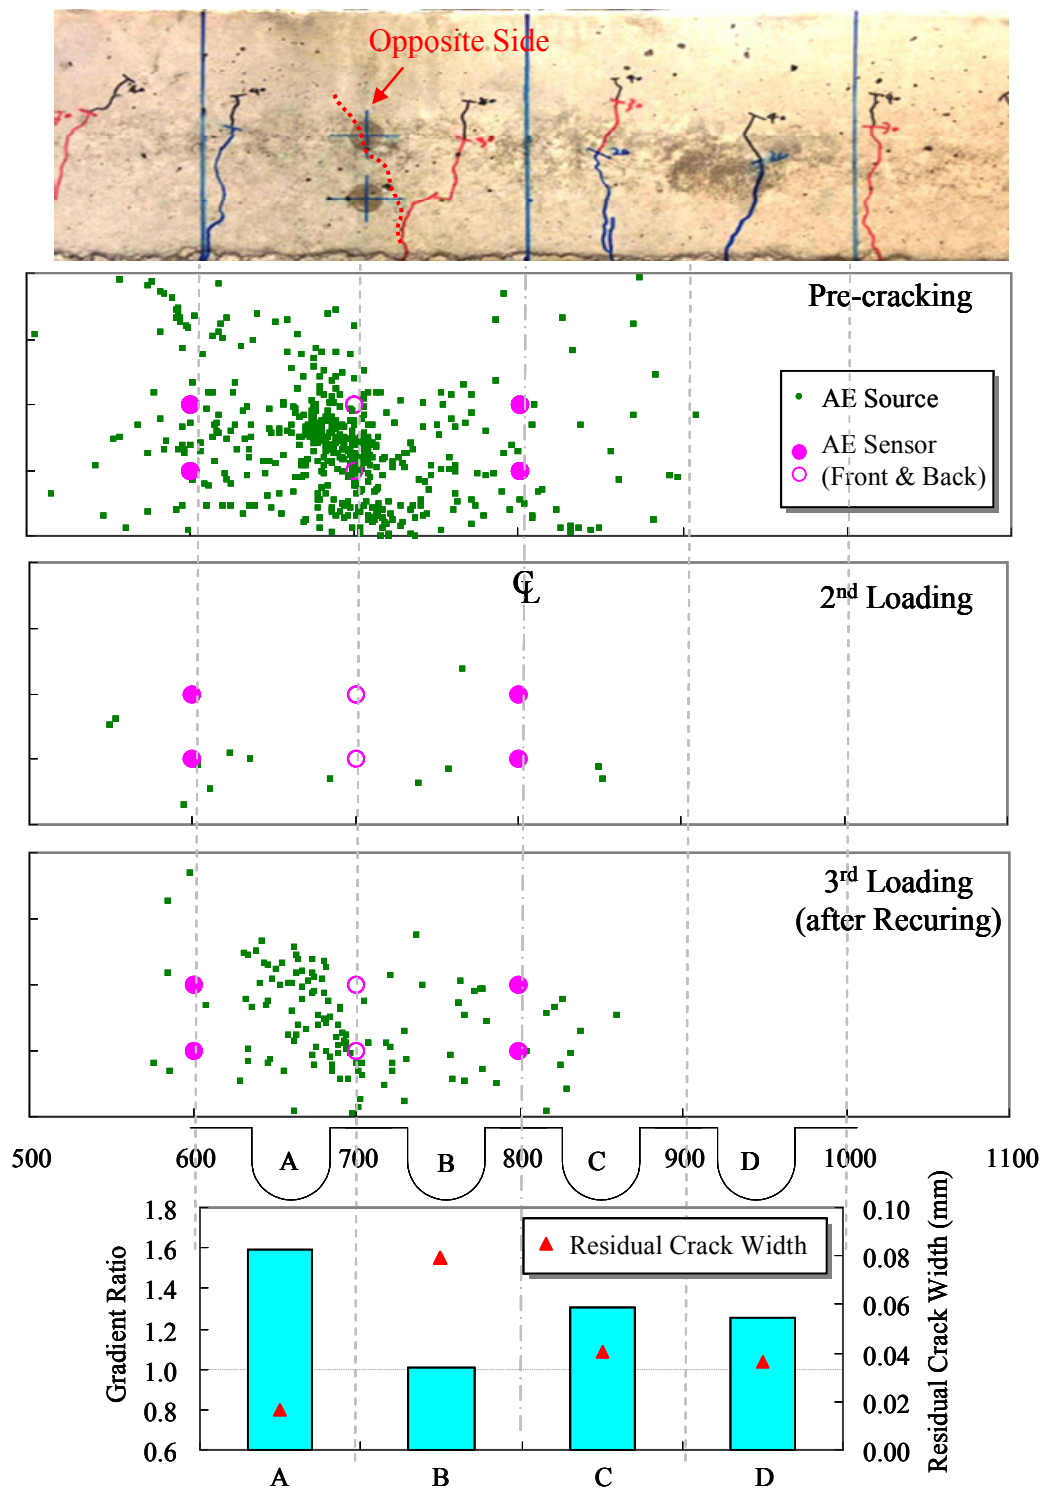 Opposite Side
Pre-cracking
AE Source
AE Sensor
(Front & Back)
℄
2nd Loading
3rd Loading
(after Recuring)
500 600 700 800 900 1000 1100
A B C D
Residual Crack Width
Gradient Ratio
1.8
1.6
1.4
1.2
1.0
0.8
0.6
0.10
0.08
0.06
0.04
0.02
0.00
Residual Crack Width (mm)
A B C D